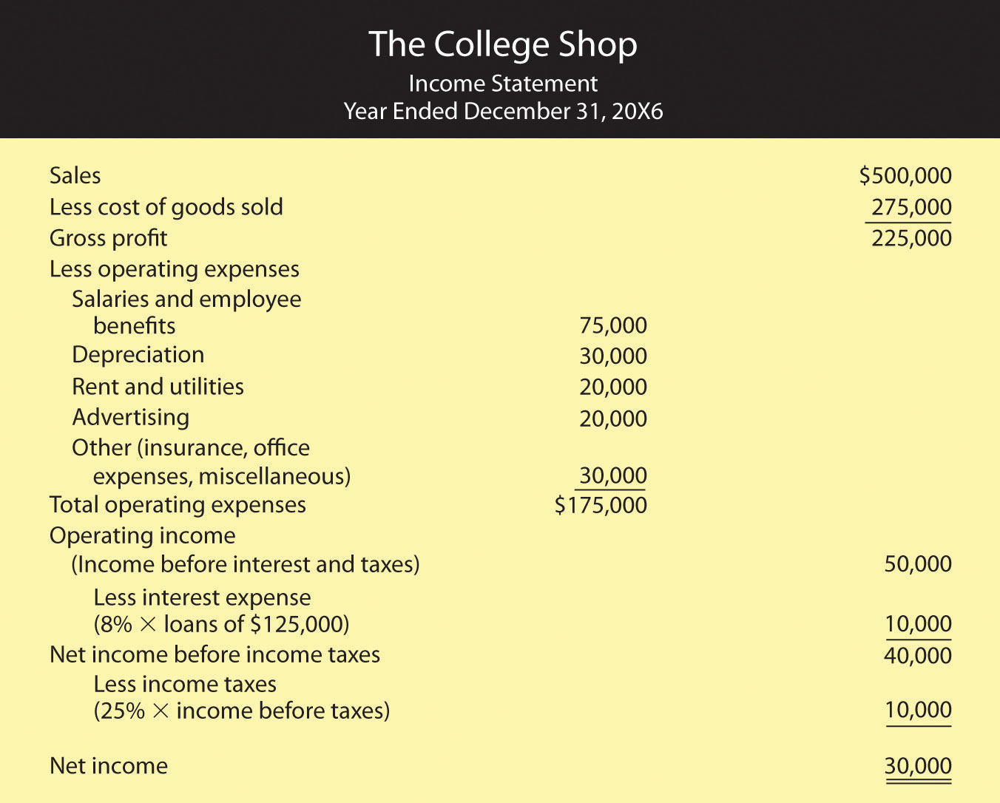 The College Shop
Income Statement
Year Ended December 31, 20X6
Sales $500,000
Less cost of goods sold 275,000
Gross profit 225,000
Less operating expenses
Salaries and employee
benefits 75,000
Depreciation 30,000
Rent and utilities 20,000
Advertising 20,000
Other (insurance, office
expenses, miscellaneous) 30,000
Total operating expenses $175,000
Operating income
(Income before interest and taxes) 50,000
Less interest expense
(8% × loans of $125,000) 10,000
Net income before income taxes 40,000
Less income taxes
(25% × income before taxes) 10,000
Net income 30,000